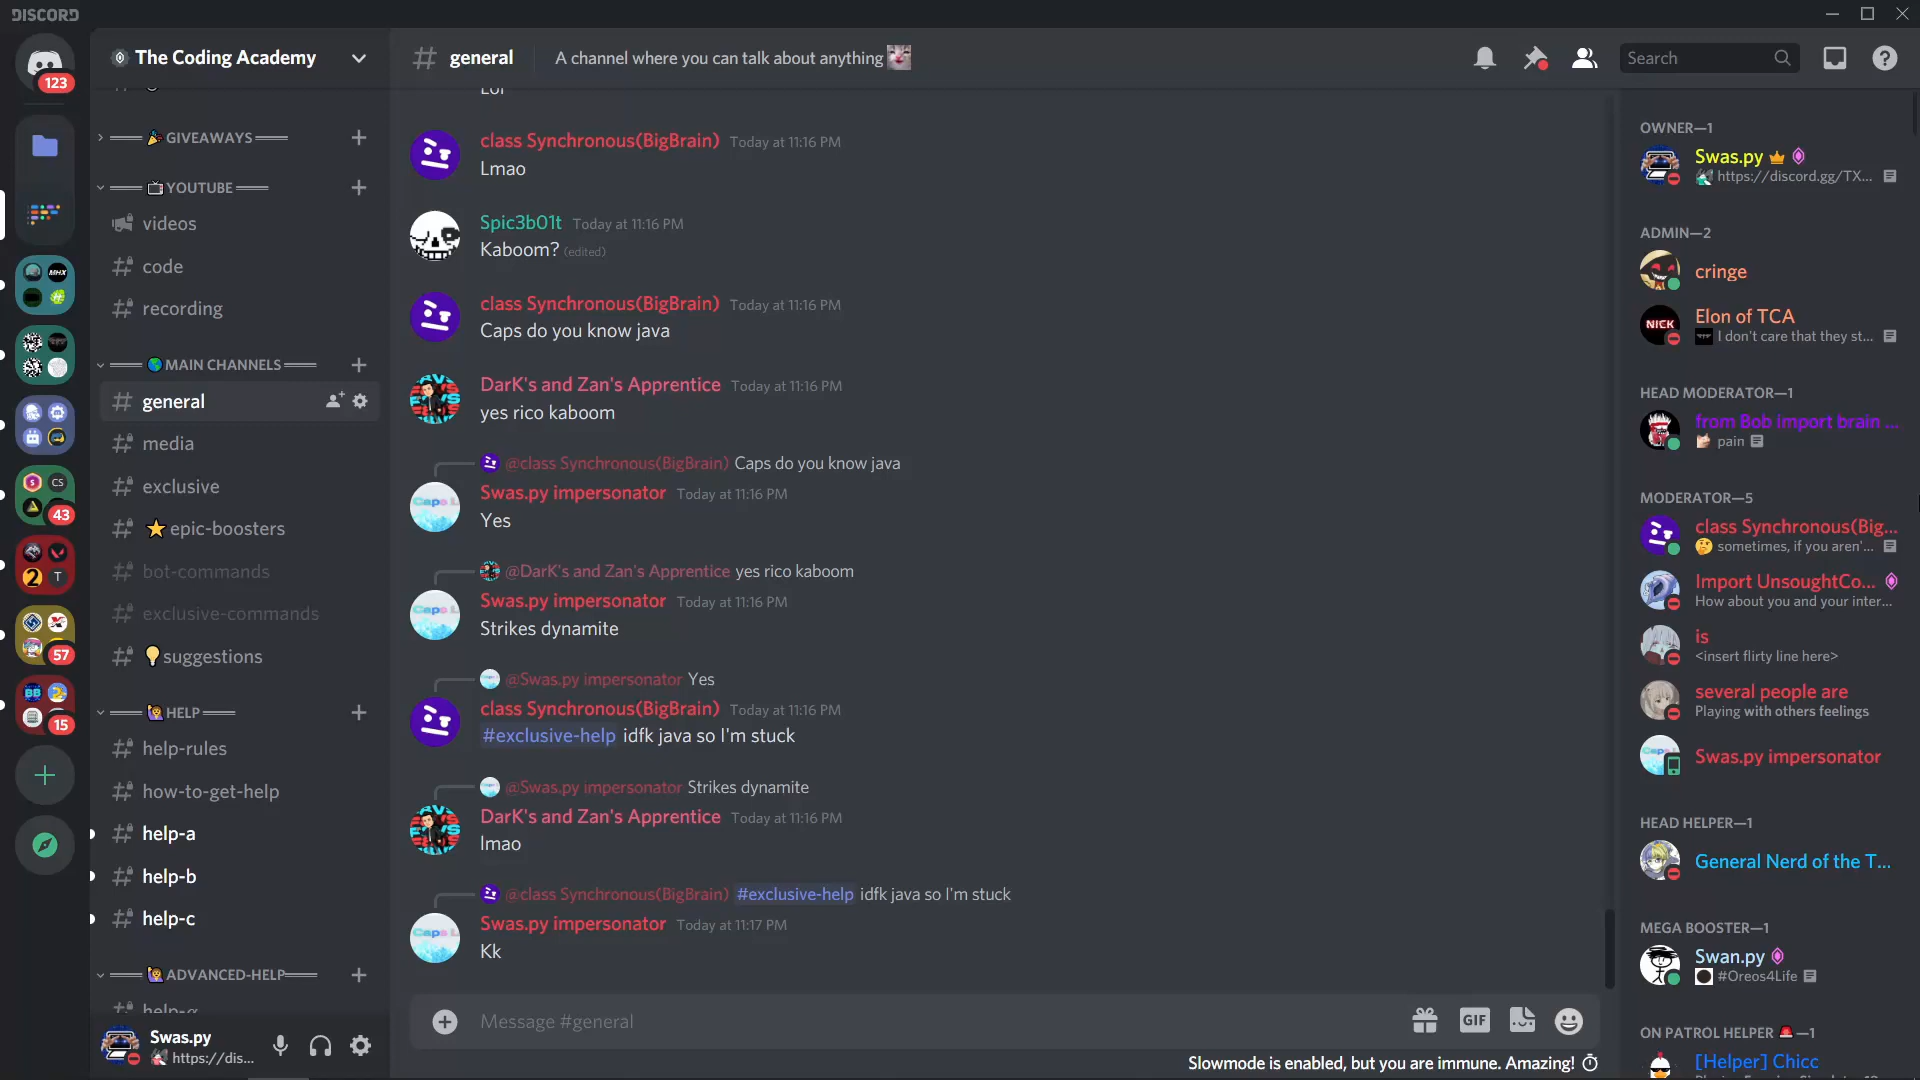 DISCORD
123
43
57
15
The Coding Academy
GIVEAWAYS
YOUTUBE
videos
code
recording
MAIN CHANNELS
general
media
exclusive
epic-boosters
bot-commands
exclusive-commands
suggestions
HELP
help-rules
how-to-get-help
help-a
help-b
help-c
ADVANCED-HELP
Swas.py
https://dis...
general
A channel where you can talk about anything
Search
Lol
class Synchronous(BigBrain) Today at 11:16 PM
Lmao
Spic3b01t Today at 11:16 PM
Kaboom? (edited)
class Synchronous(BigBrain) Today at 11:16 PM
Caps do you know java
DarK's and Zan's Apprentice Today at 11:16 PM
yes rico kaboom
@class Synchronous(BigBrain) Caps do you know java
Swas.py impersonator Today at 11:16 PM
Yes
@DarK's and Zan's Apprentice yes rico kaboom
Swas.py impersonator Today at 11:16 PM
Strikes dynamite
@Swas.py impersonator Yes
class Synchronous(BigBrain) Today at 11:16 PM
#exclusive-help idfk java so I'm stuck
@Swas.py impersonator Strikes dynamite
DarK's and Zan's Apprentice Today at 11:16 PM
lmao
@class Synchronous(BigBrain) #exclusive-help idfk java so I'm stuck
Swas.py impersonator Today at 11:17 PM
Kk
Message #general
GIF
Slowmode is enabled, but you are immune. Amazing!
OWNER—1
Swas.py
https://discord.gg/TX...
ADMIN—2
cringe
NICK
Elon of TCA
I don't care that they st...
HEAD MODERATOR—1
from Bob import brain ...
pain
MODERATOR—5
class Synchronous(Big...
sometimes, if you aren'...
Import UnsoughtCo...
How about you and your inter...
is
<insert flirty line here>
several people are
Playing with others feelings
Swas.py impersonator
HEAD HELPER—1
General Nerd of the T...
MEGA BOOSTER—1
Swan.py
#Oreos4Life
ON PATROL HELPER —1
[Helper] Chicc